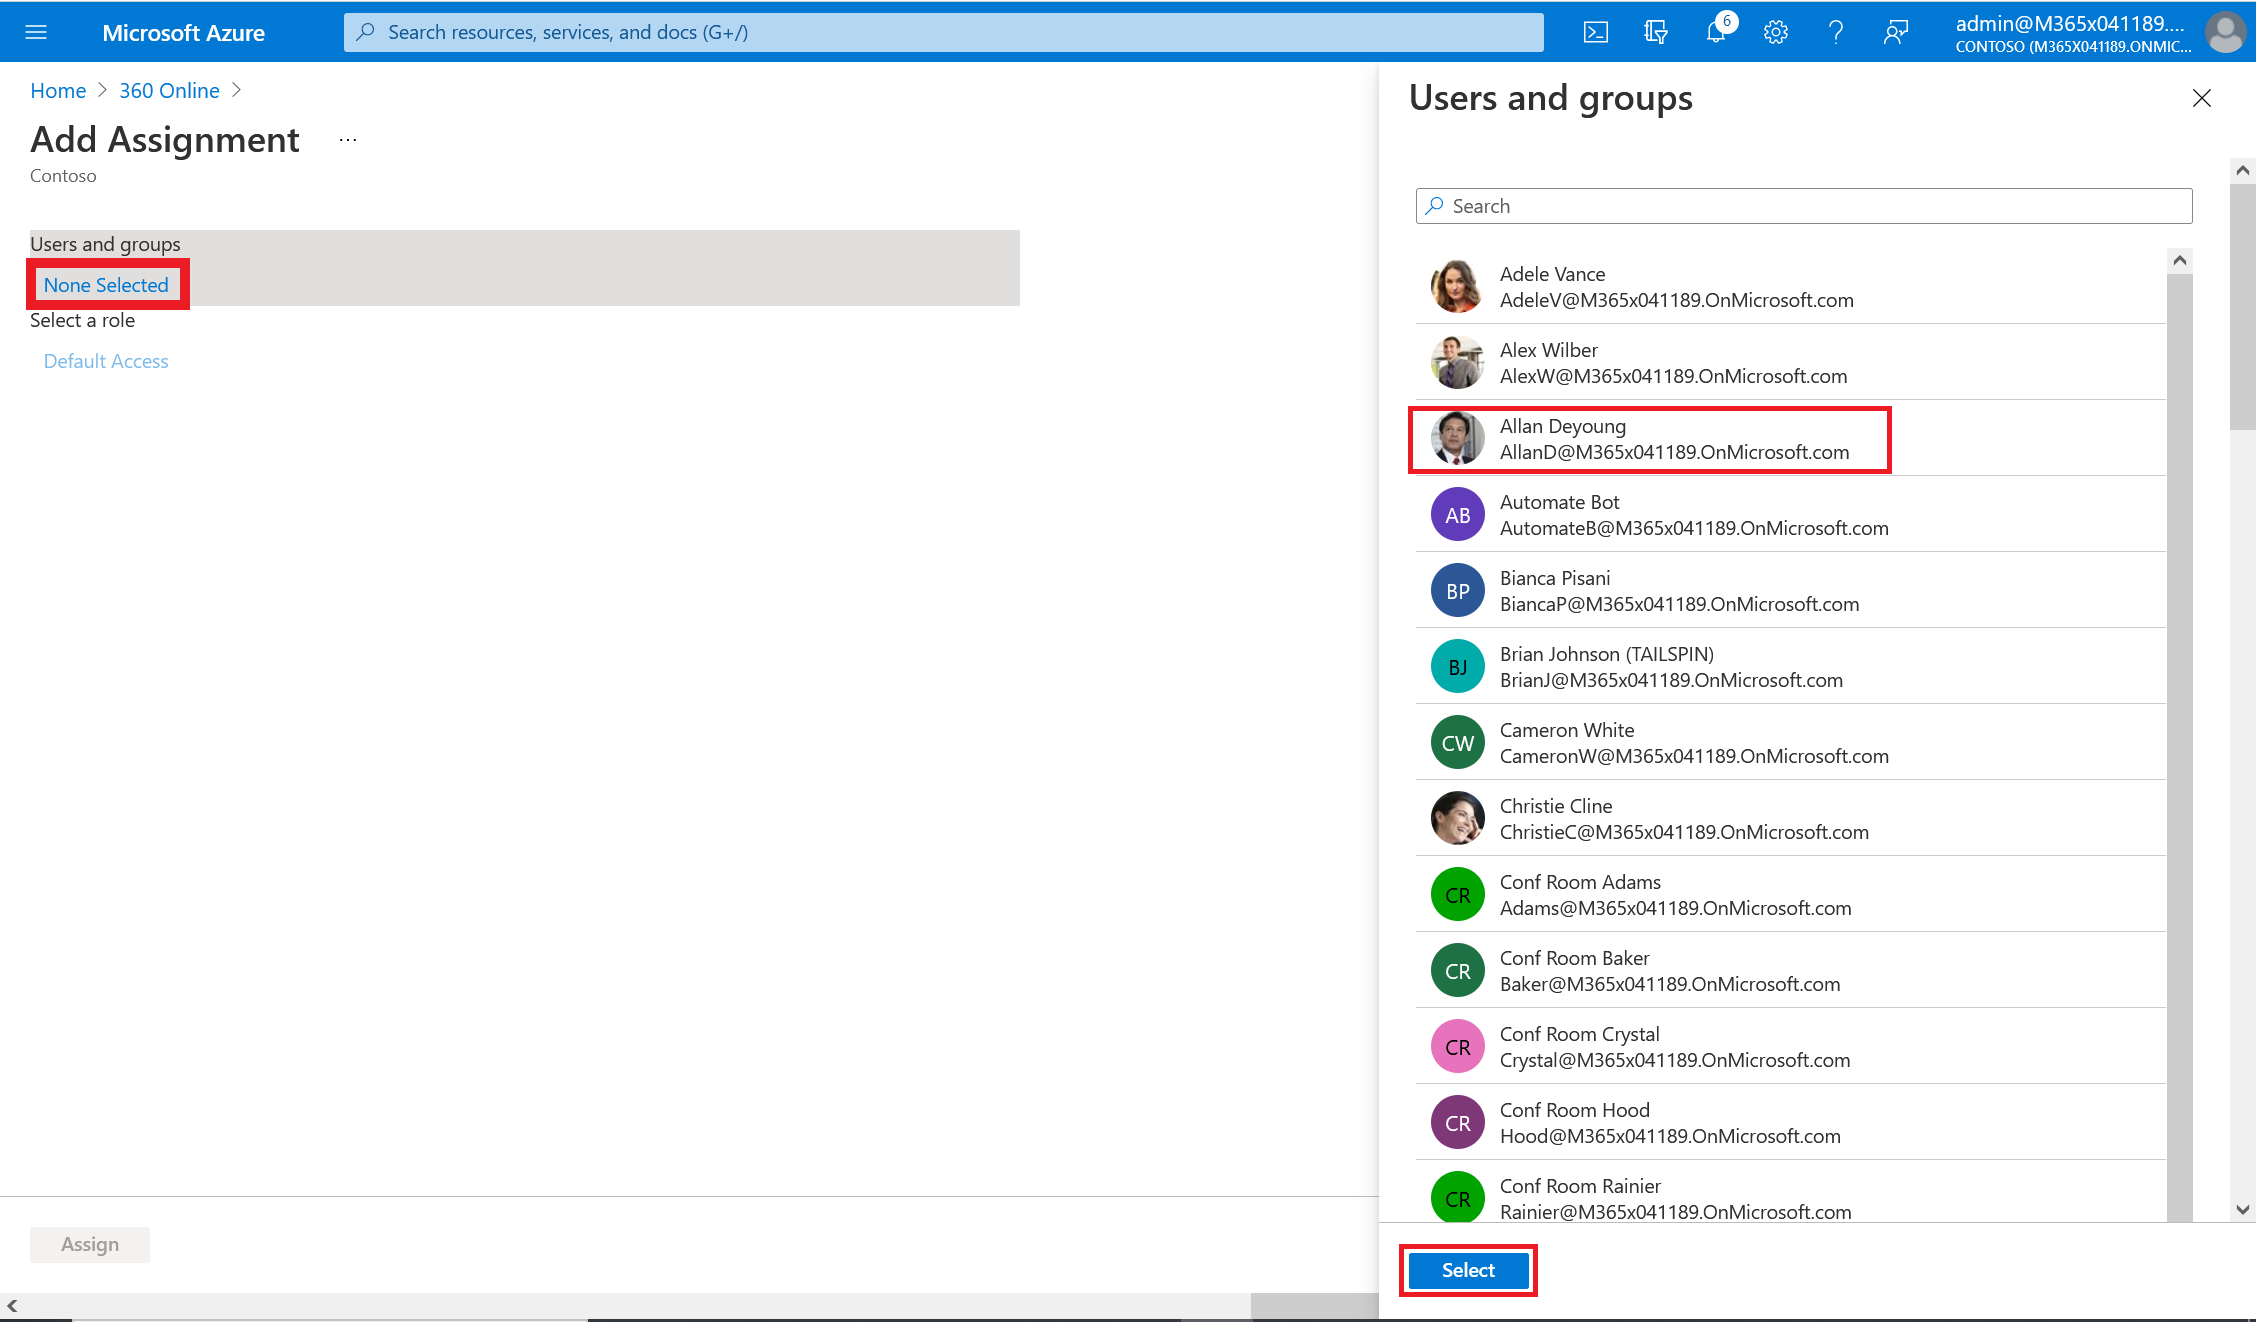 Microsoft Azure
Search resources, services, and docs (G+/)
6
admin@M365x041189....
CONTOSO (M365X041189.ONMIC...
Home > 360 Online >
Add Assignment ...
Contoso
Users and groups
None Selected
Select a role
Default Access
Assign
Users and groups
Search
Adele Vance
AdeleV@M365x041189.OnMicrosoft.com
Alex Wilber
AlexW@M365x041189.OnMicrosoft.com
Allan Deyoung
AllanD@M365x041189.OnMicrosoft.com
AB
Automate Bot
AutomateB@M365x041189.OnMicrosoft.com
BP
Bianca Pisani
BiancaP@M365x041189.OnMicrosoft.com
BJ
Brian Johnson (TAILSPIN)
BrianJ@M365x041189.OnMicrosoft.com
CW
Cameron White
CameronW@M365x041189.OnMicrosoft.com
Christie Cline
ChristieC@M365x041189.OnMicrosoft.com
CR
Conf Room Adams
Adams@M365x041189.OnMicrosoft.com
CR
Conf Room Baker
Baker@M365x041189.OnMicrosoft.com
CR
Conf Room Crystal
Crystal@M365x041189.OnMicrosoft.com
CR
Conf Room Hood
Hood@M365x041189.OnMicrosoft.com
CR
Conf Room Rainier
Rainier@M365x041189.OnMicrosoft.com
Select